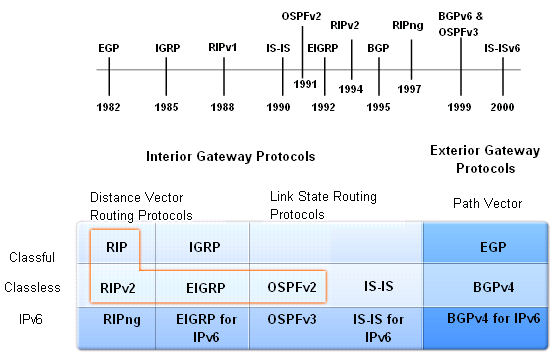 BGPv6 &
OSPFv2 RIPv2 RIPng OSPFv3
EGP IGRP RIPv1 IS-IS EIGRP BGP IS-ISv6
1991
1982 1985 1988 1990 1992 1994 1995 1997 1999 2000
Interior Gateway Protocols
Exterior Gateway
Protocols
Distance Vector
Routing Protocols
Link State Routing
Protocols
Path Vector
Classful RIP IGRP EGP
Classless RIPv2 EIGRP OSPFv2 IS-IS BGPv4
IPv6 RIPng EIGRP for
IPv6 OSPFv3 IS-IS for
IPv6 BGPv4 for IPv6